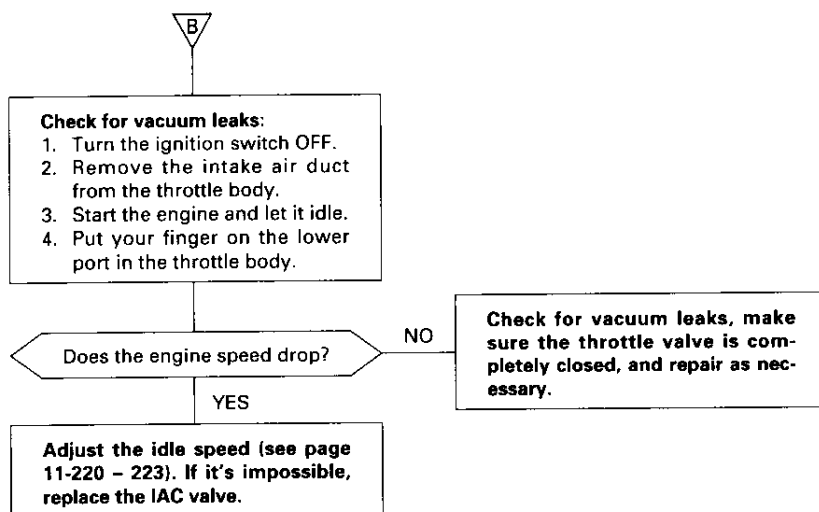 B
Check for vacuum leaks:
1. Turn the ignition switch OFF.
2. Remove the intake air duct
from the throttle body.
3. Start the engine and let it idle.
4. Put your finger on the lower
port in the throttle body.
Does the engine speed drop?
NO
Check for vacuum leaks, make
sure the throttle valve is com-
pletely closed, and repair as nec-
essary.
YES
Adjust the idle speed (see page
11-220 – 223). If it's impossible,
replace the IAC valve.